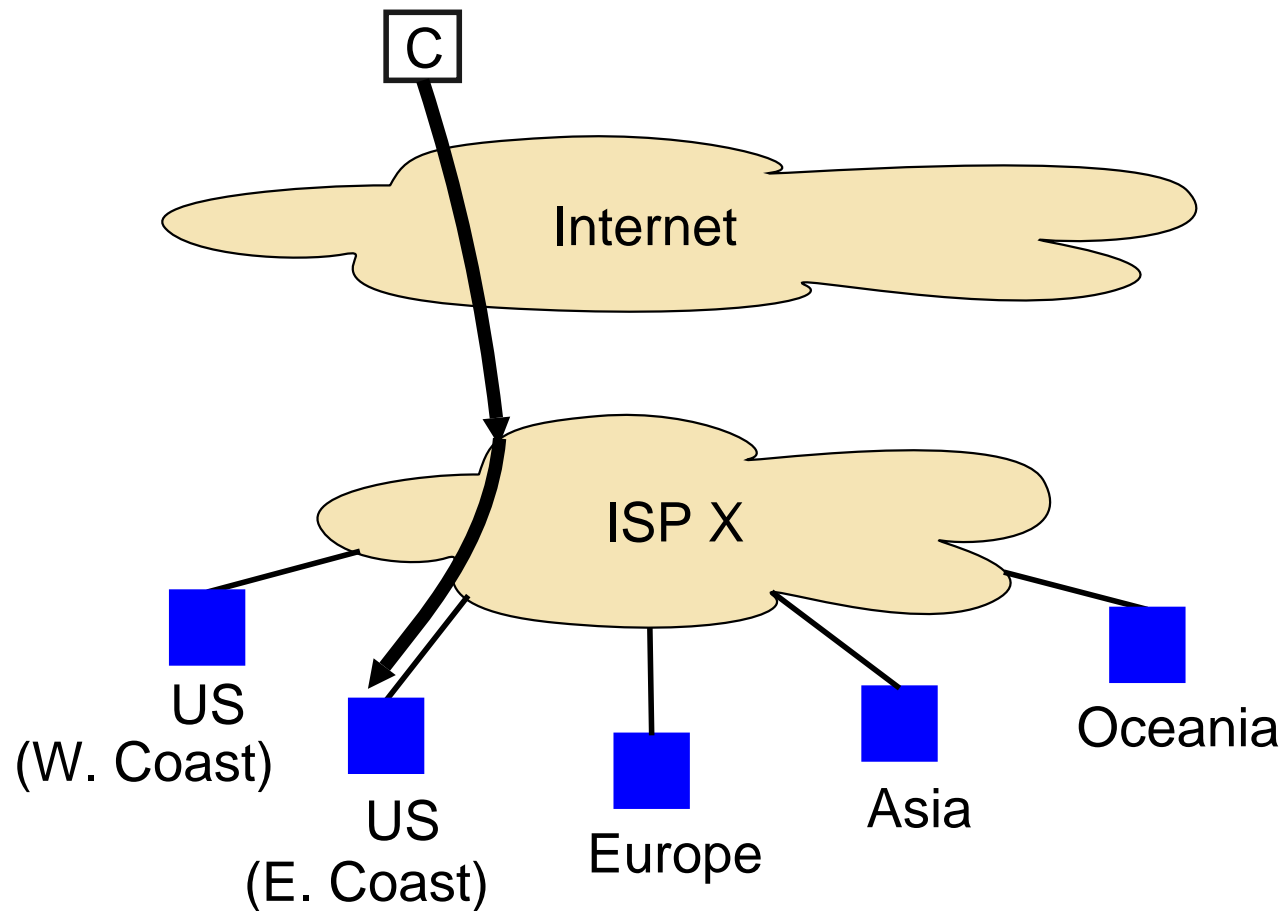 C
Internet
ISP X
US
(W. Coast)
US
(E. Coast)
Europe
Asia
Oceania